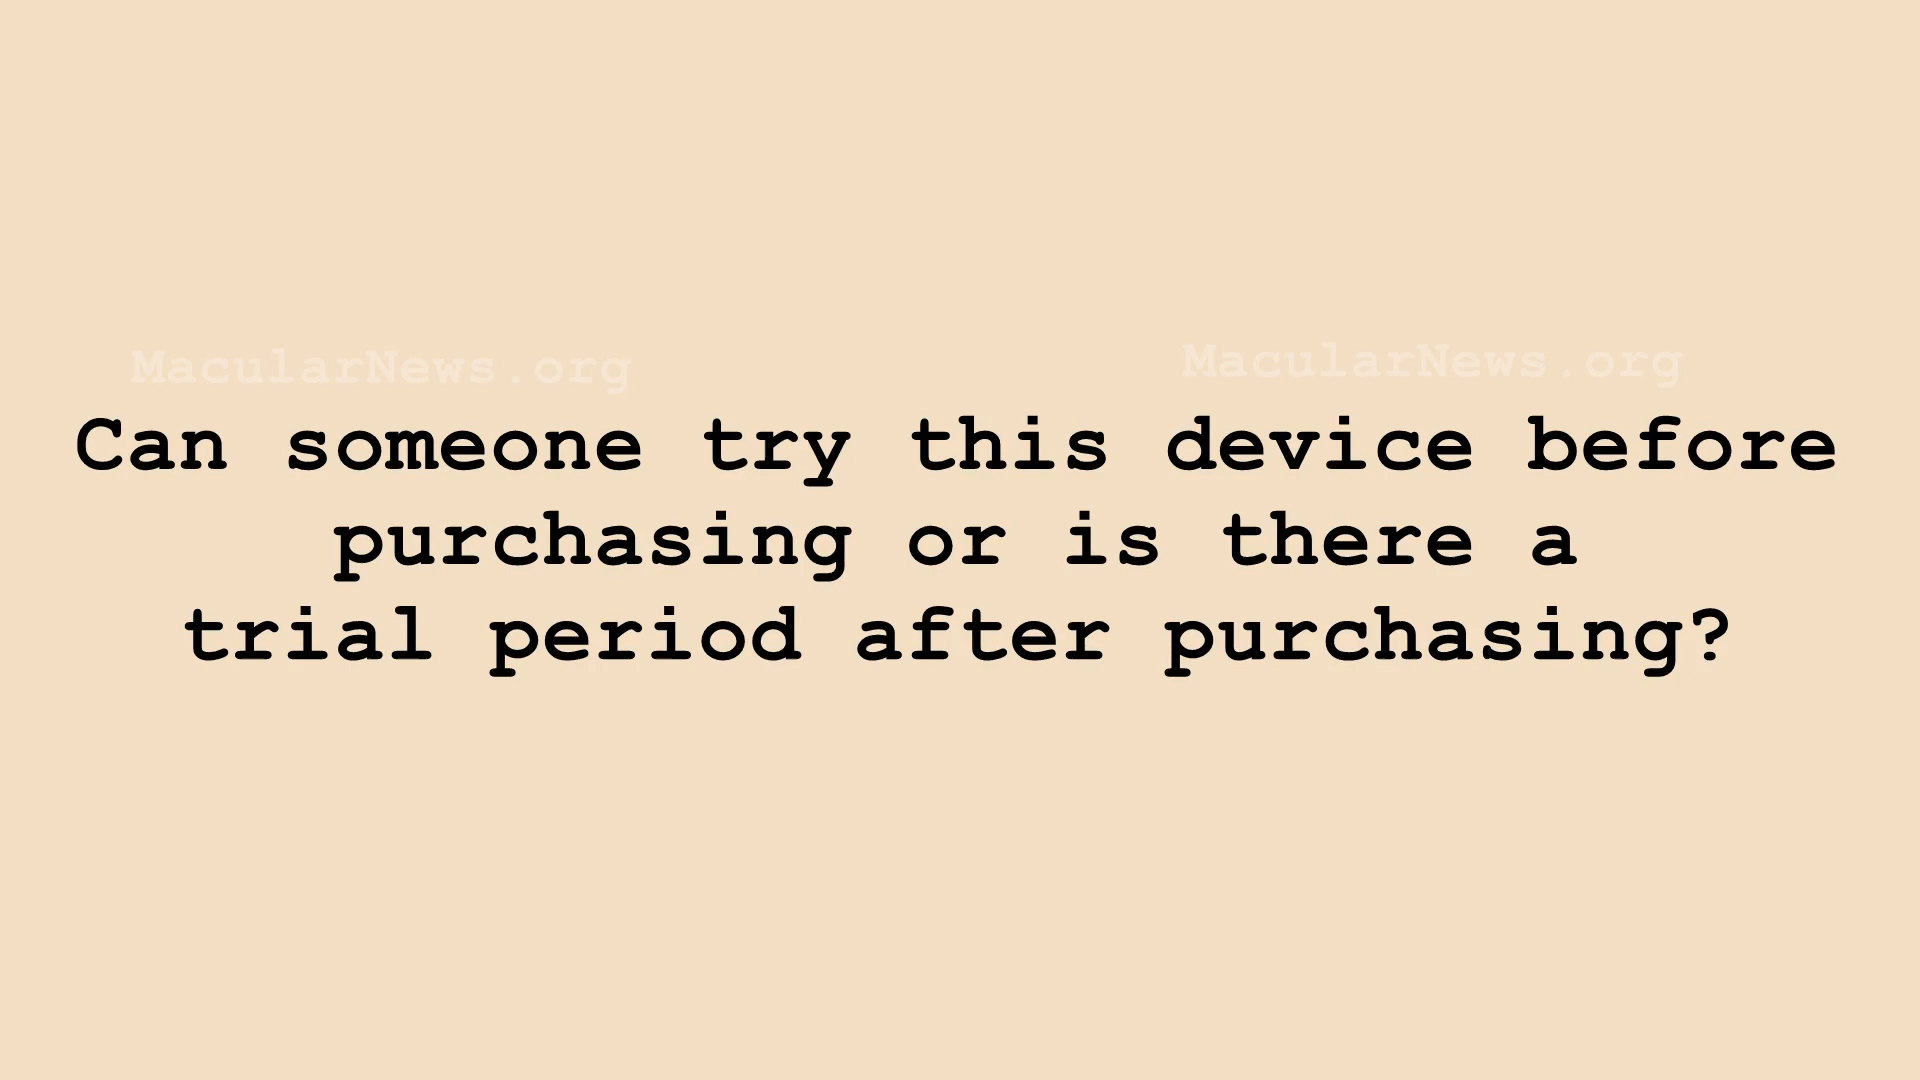 MacularNews.org MacularNews.org
Can someone try this device before
purchasing or is there a
trial period after purchasing?